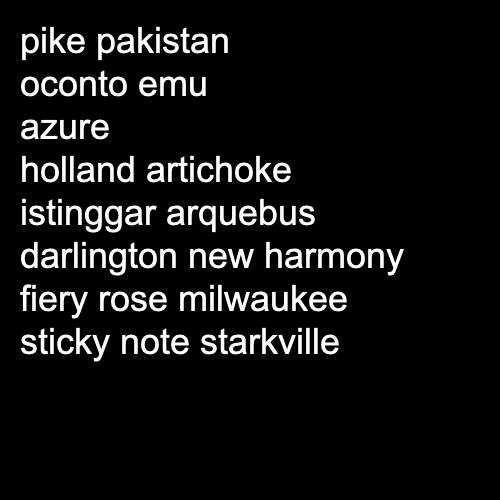 pike pakistan
oconto emu
azure
holland artichoke
istinggar arquebus
darlington new harmony
fiery rose milwaukee
sticky note starkville